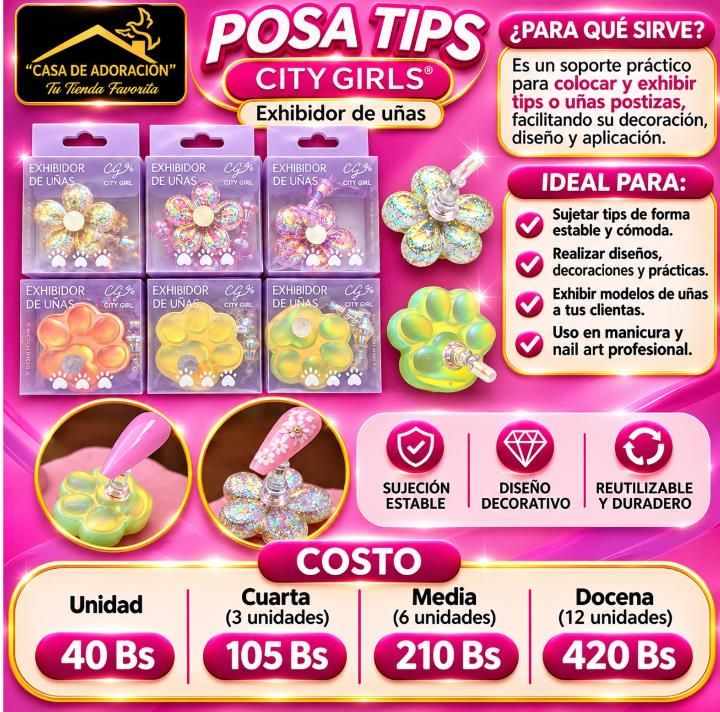 "CASA DE ADORACIÓN"
Tu Tienda Favorita
POSA TIPS
CITY GIRLS®
Exhibidor de uñas
¿PARA QUÉ SIRVE?
Es un soporte práctico
para colocar y exhibir
tips o uñas postizas,
facilitando su decoración,
diseño y aplicación.
IDEAL PARA:
Sujetar tips de forma
estable y cómoda.
Realizar diseños,
decoraciones y prácticas.
Exhibir modelos de uñas
a tus clientas.
Uso en manicura y
nail art profesional.
EXHIBIDOR
DE UÑAS
CITY GIRL
EXHIBIDOR
DE UÑAS
CITY GIRL
EXHIBIDOR
DE UÑAS
CITY GIRL
EXHIBIDOR
DE UÑAS
CITY GIRL
EXHIBIDOR
DE UÑAS
CITY GIRL
EXHIBIDOR
DE UÑAS
CITY GIRL
SUJECIÓN
ESTABLE
DISEÑO
DECORATIVO
REUTILIZABLE
Y DURADERO
COSTO
Unidad
40 Bs
Cuarta
(3 unidades)
105 Bs
Media
(6 unidades)
210 Bs
Docena
(12 unidades)
420 Bs